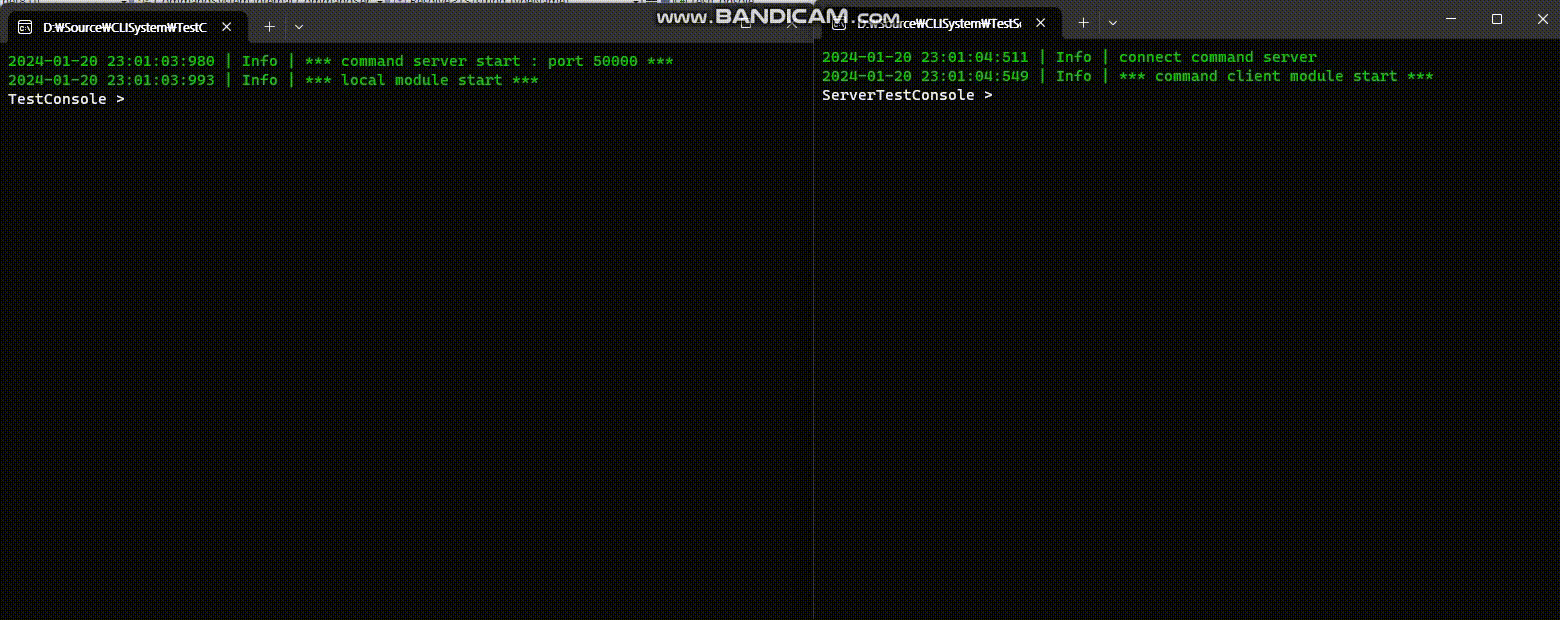 www.BANDICAM.com
D:₩Source₩CLISystem₩TestC
2024-01-20 23:01:03:980 | Info | *** command server start : port 50000 ***
2024-01-20 23:01:03:993 | Info | *** local module start ***
TestConsole >
D:₩Source₩CLISystem₩TestSe
2024-01-20 23:01:04:511 | Info | connect command server
2024-01-20 23:01:04:549 | Info | *** command client module start ***
ServerTestConsole >